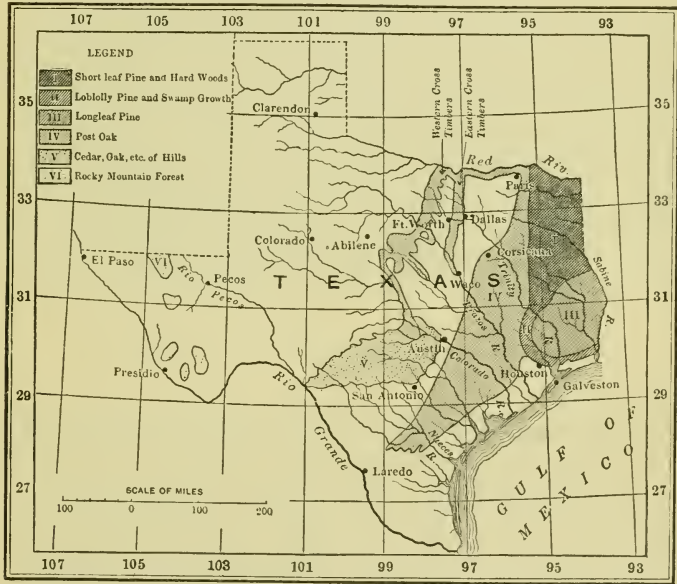 107 105 103 101 99 97 95 93
LEGEND
I Short leaf Pine and Hard Woods
II Loblolly Pine and Swamp Growth
III Longleaf Pine
IV Post Oak
V Cedar, Oak, etc. of Hills
VI Rocky Mountain Forest
Western Cross
Timbers
Eastern Cross
Timbers
35 35
Clarendon
Red Riv.
Paris
33 33
Ft. Worth
Dallas
Colorado
Abilene
Corsicana
I
El Paso
VI
Rio Pecos
Pecos
TEXAS
Waco
Trinity
Sabine R
IV
31 31
Brazos R.
II
III
R.
Austin
V
Colorado R.
Houston
Presidio
Rio Grande
San Antonio
Galveston
29 29
Nueces R.
Laredo
GULF OF
MEXICO
27 27
SCALE OF MILES
100 0 100 200
107 105 103 101 99 97 95 93